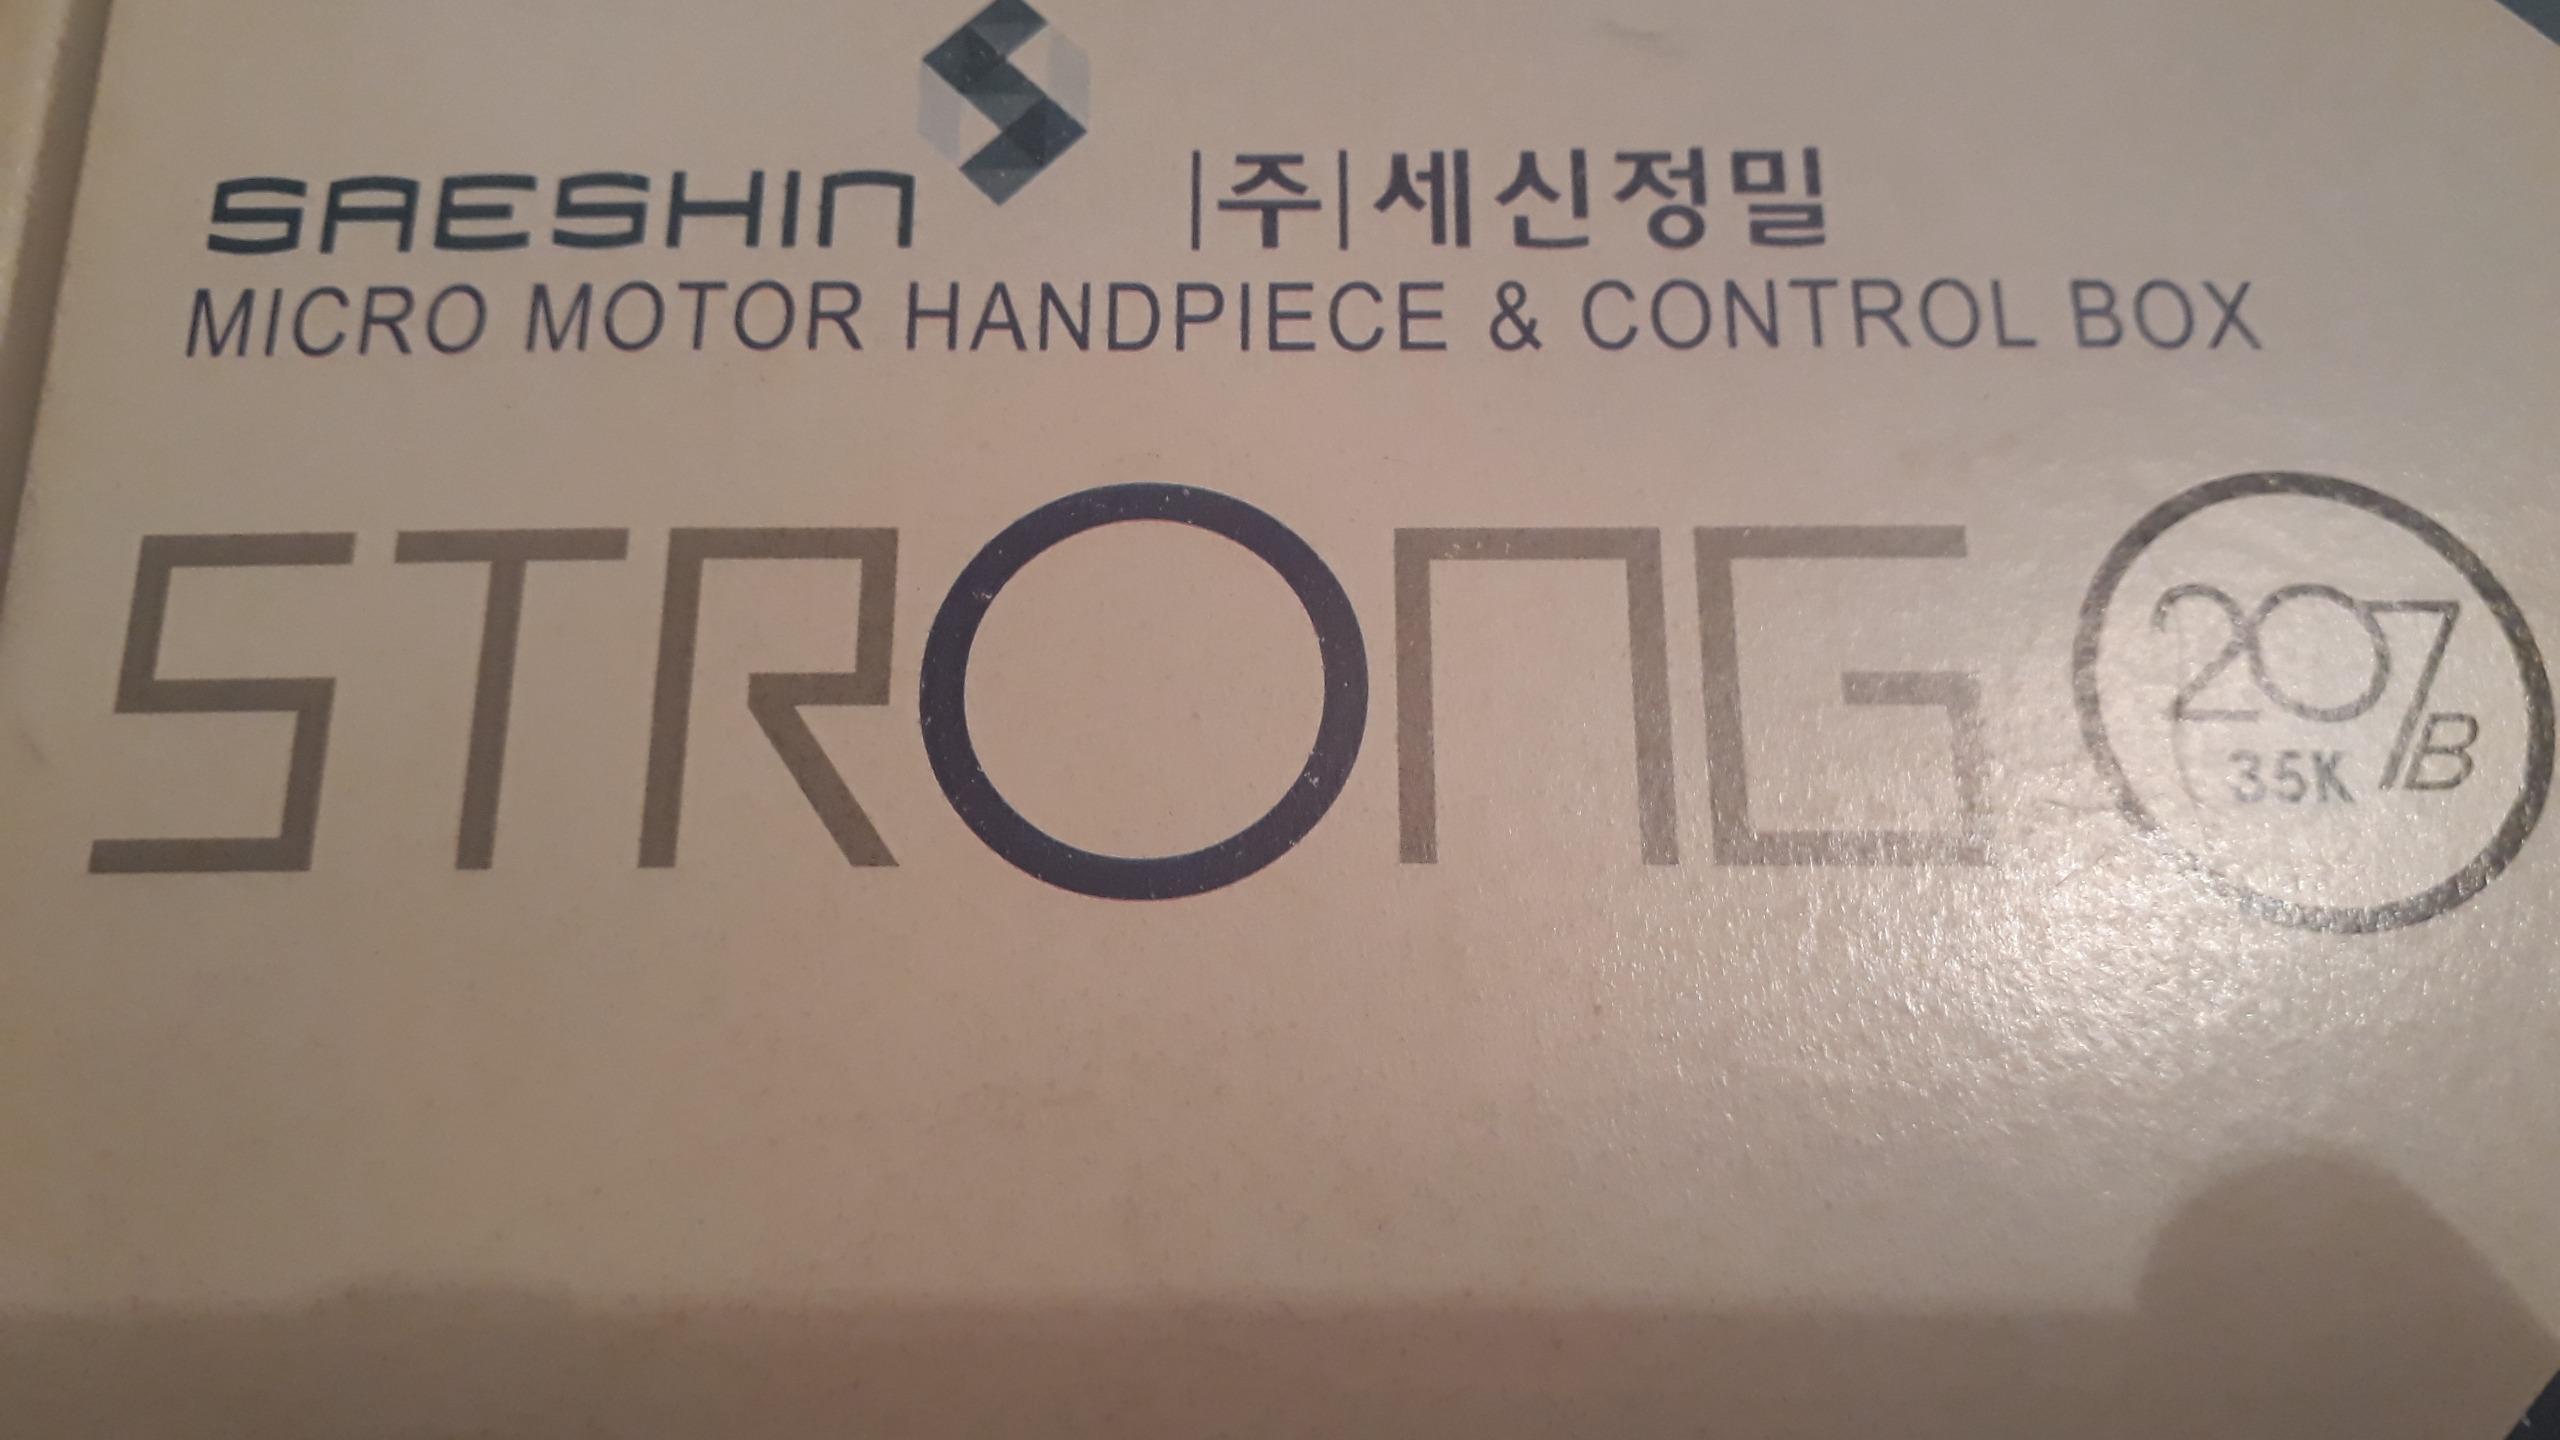 SAESHIN |주|세신정밀
MICRO MOTOR HANDPIECE & CONTROL BOX
STRONG
207B
35K